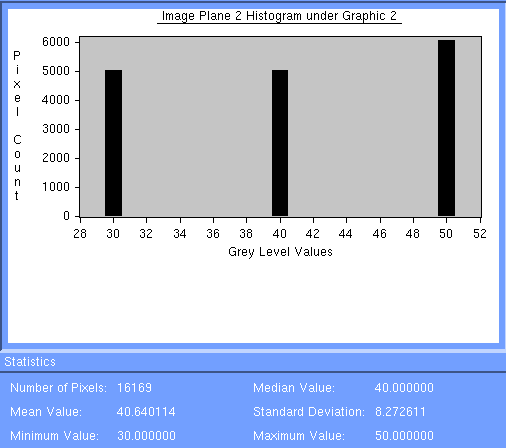 Image Plane 2 Histogram under Graphic 2
Pixel Count
6000
5000
4000
3000
2000
1000
0
28 30 32 34 36 38 40 42 44 46 48 50 52
Grey Level Values
Statistics
Number of Pixels: 16169 Median Value: 40.000000
Mean Value: 40.640114 Standard Deviation: 8.272611
Minimum Value: 30.000000 Maximum Value: 50.000000